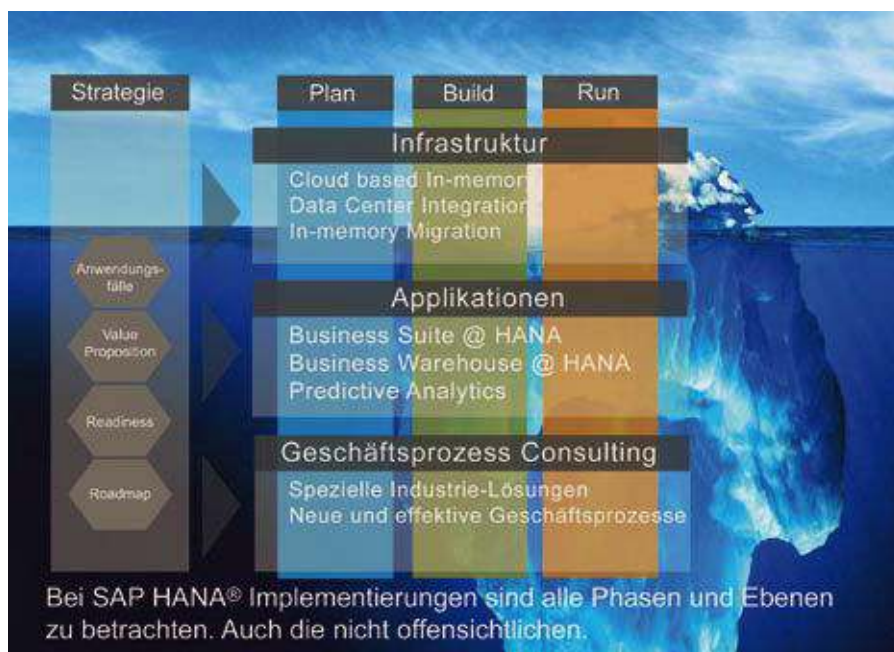 Strategie
Plan
Build
Run
Infrastruktur
Cloud based In-memory
Data Center Integration
In-memory Migration
Anwendungs-
fälle
Value
Proposition
Readiness
Roadmap
Applikationen
Business Suite @ HANA
Business Warehouse @ HANA
Predictive Analytics
Geschäftsprozess Consulting
Spezielle Industrie-Lösungen
Neue und effektive Geschäftsprozesse
Bei SAP HANA® Implementierungen sind alle Phasen und Ebenen
zu betrachten. Auch die nicht offensichtlichen.